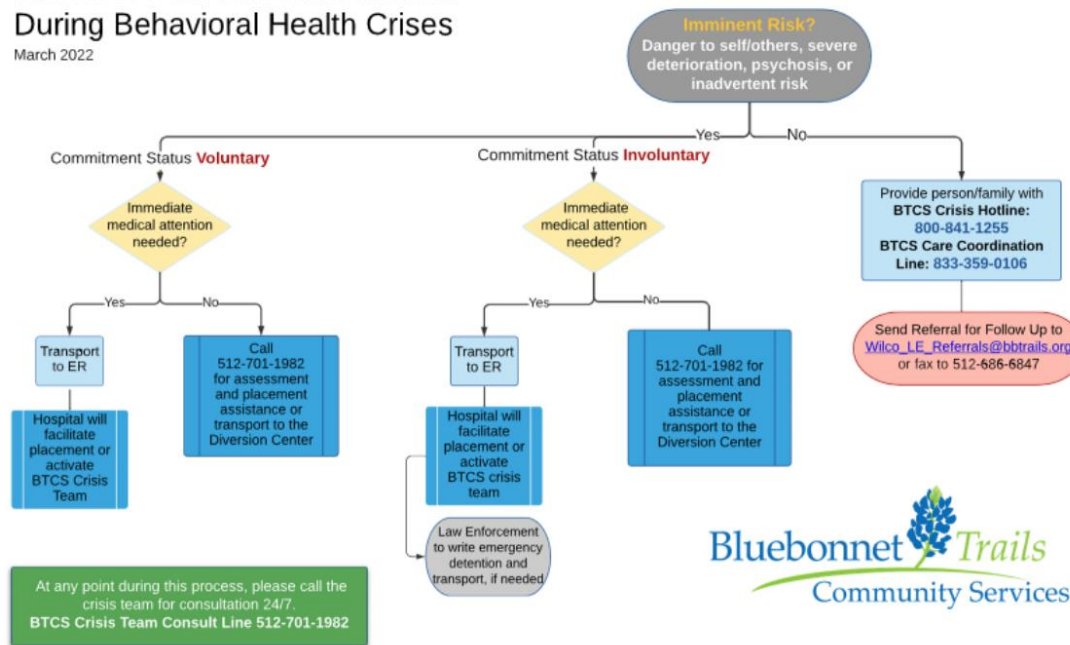 During Behavioral Health Crises
March 2022
Imminent Risk?
Danger to self/others, severe
deterioration, psychosis, or
inadvertent risk
Yes
No
Commitment Status Voluntary
Immediate
medical attention
needed?
Yes
No
Transport
to ER
Hospital will
facilitate
placement or
activate
BTCS Crisis
Team
Call
512-701-1982
for assessment
and placement
assistance or
transport to the
Diversion Center
Commitment Status Involuntary
Immediate
medical attention
needed?
Yes
No
Transport
to ER
Hospital will
facilitate
placement or
activate
BTCS crisis
team
Law Enforcement
to write emergency
detention and
transport, if needed
Call
512-701-1982 for
assessment and
placement
assistance or
transport to the
Diversion Center
Provide person/family with
BTCS Crisis Hotline:
800-841-1255
BTCS Care Coordination
Line: 833-359-0106
Send Referral for Follow Up to
Wilco_LE_Referrals@bbtrails.org
or fax to 512-686-6847
At any point during this process, please call the
crisis team for consultation 24/7.
BTCS Crisis Team Consult Line 512-701-1982
Bluebonnet Trails
Community Services